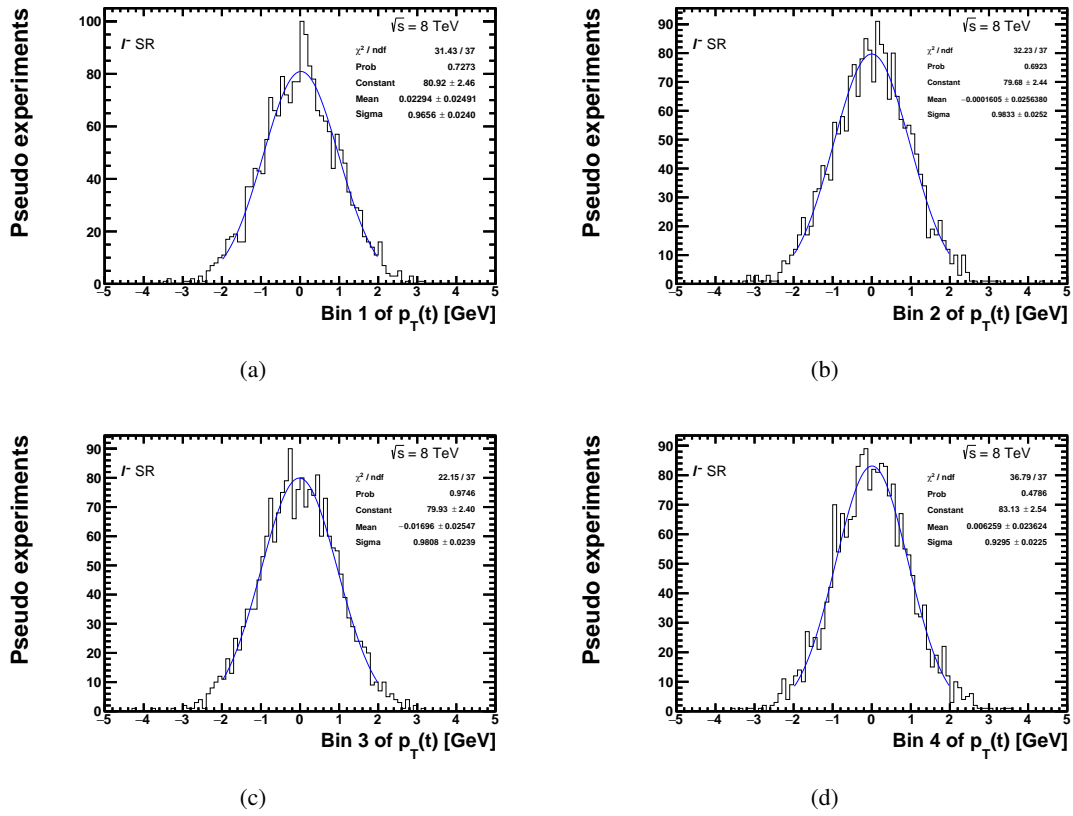 √s = 8 TeV
l⁻ SR
χ² / ndf 31.43 / 37
Prob 0.7273
Constant 80.92 ± 2.46
Mean 0.02294 ± 0.02491
Sigma 0.9656 ± 0.0240
Pseudo experiments
100
80
60
40
20
0
−5 −4 −3 −2 −1 0 1 2 3 4 5
Bin 1 of p_T(t) [GeV]
(a)
√s = 8 TeV
l⁻ SR
χ² / ndf 32.23 / 37
Prob 0.6923
Constant 79.68 ± 2.44
Mean −0.0001605 ± 0.0256380
Sigma 0.9833 ± 0.0252
Pseudo experiments
90
80
70
60
50
40
30
20
10
0
−5 −4 −3 −2 −1 0 1 2 3 4 5
Bin 2 of p_T(t) [GeV]
(b)
√s = 8 TeV
l⁻ SR
χ² / ndf 22.15 / 37
Prob 0.9746
Constant 79.93 ± 2.40
Mean −0.01696 ± 0.02547
Sigma 0.9808 ± 0.0239
Pseudo experiments
90
80
70
60
50
40
30
20
10
0
−5 −4 −3 −2 −1 0 1 2 3 4 5
Bin 3 of p_T(t) [GeV]
(c)
√s = 8 TeV
l⁻ SR
χ² / ndf 36.79 / 37
Prob 0.4786
Constant 83.13 ± 2.54
Mean 0.006259 ± 0.023624
Sigma 0.9295 ± 0.0225
Pseudo experiments
90
80
70
60
50
40
30
20
10
0
−5 −4 −3 −2 −1 0 1 2 3 4 5
Bin 4 of p_T(t) [GeV]
(d)